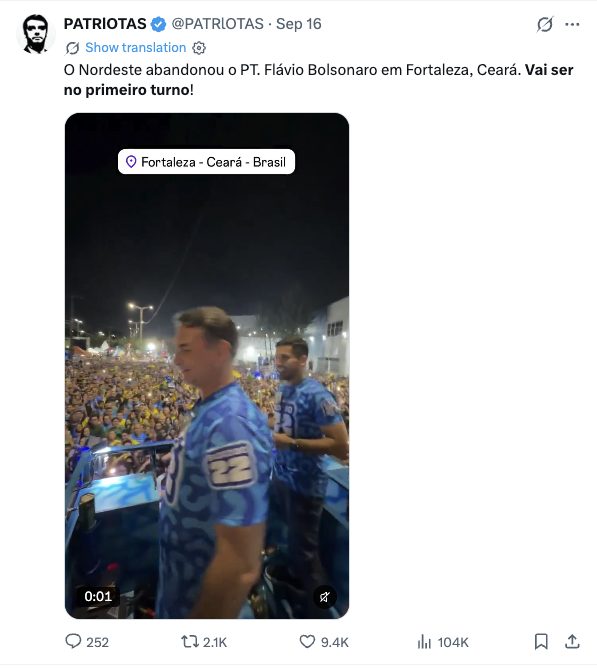 PATRIOTAS @PATRlOTAS · Sep 16
Show translation
O Nordeste abandonou o PT. Flávio Bolsonaro em Fortaleza, Ceará. Vai ser
no primeiro turno!
Fortaleza - Ceará - Brasil
22
0:01
252 2.1K 9.4K 104K